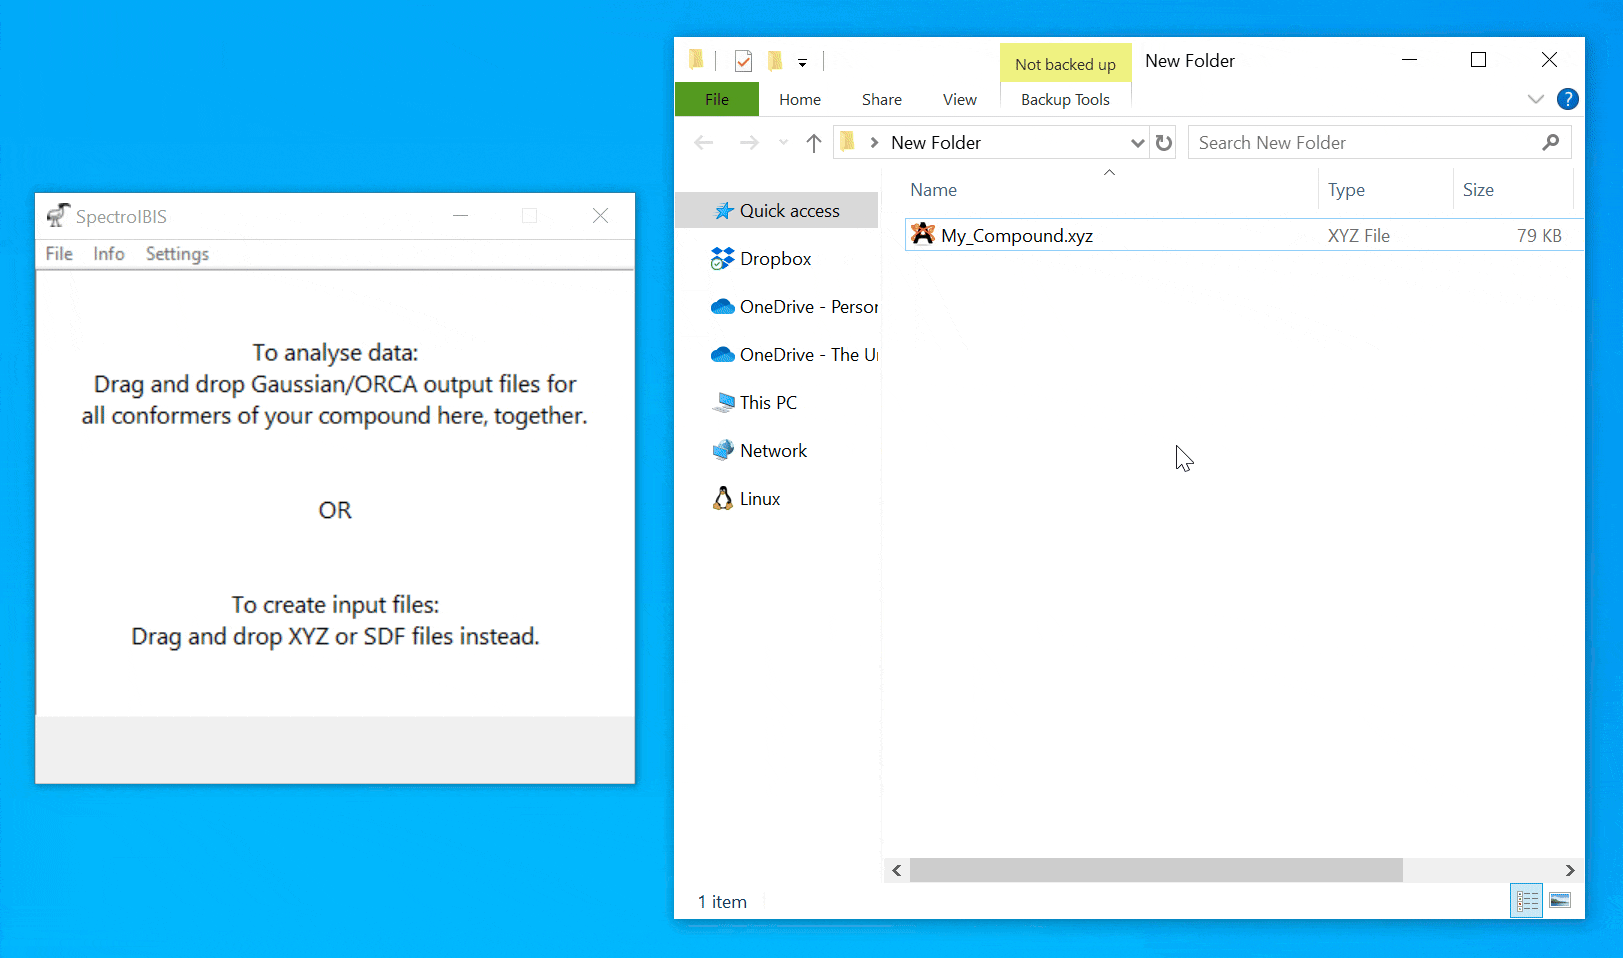 SpectroIBIS
File Info Settings
To analyse data:
Drag and drop Gaussian/ORCA output files for
all conformers of your compound here, together.
OR
To create input files:
Drag and drop XYZ or SDF files instead.
Not backed up New Folder
File Home Share View Backup Tools
New Folder Search New Folder
Name Type Size
Quick access
My_Compound.xyz XYZ File 79 KB
Dropbox
OneDrive - Persor
OneDrive - The Ur
This PC
Network
Linux
1 item